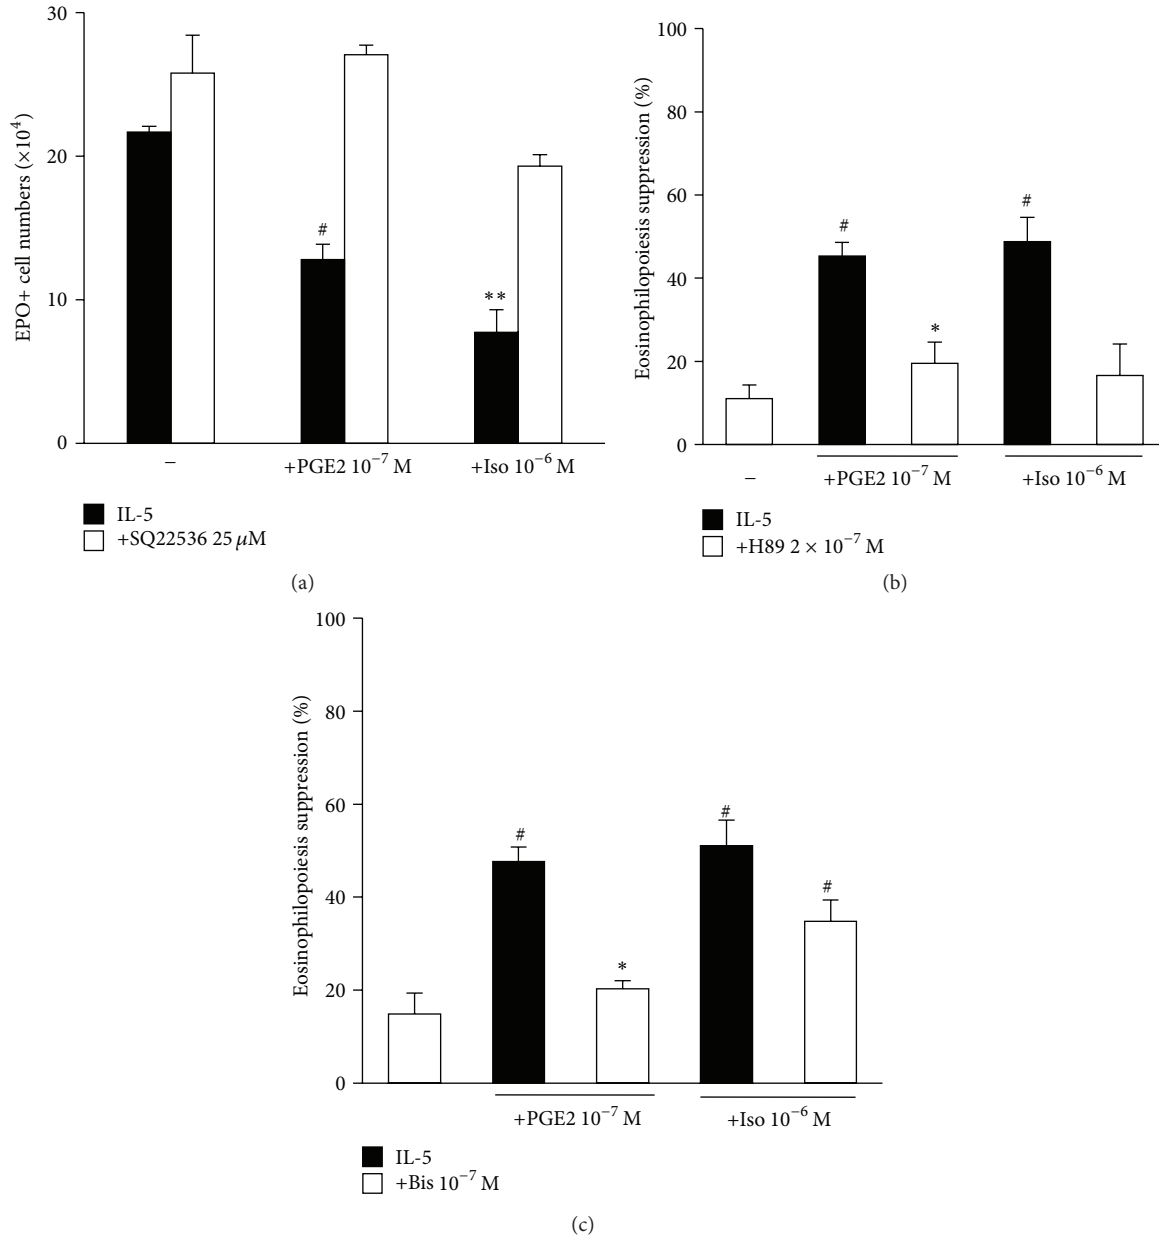 30
20
10
0
EPO+ cell numbers (×10⁴)
#
**
−
+PGE2 10⁻⁷ M
+Iso 10⁻⁶ M
IL-5
+SQ22536 25 μM
(a)
100
80
60
40
20
0
Eosinophilopoiesis suppression (%)
#
*
#
−
+PGE2 10⁻⁷ M
+Iso 10⁻⁶ M
IL-5
+H89 2 × 10⁻⁷ M
(b)
100
80
60
40
20
0
Eosinophilopoiesis suppression (%)
#
*
#
#
+PGE2 10⁻⁷ M
+Iso 10⁻⁶ M
IL-5
+Bis 10⁻⁷ M
(c)